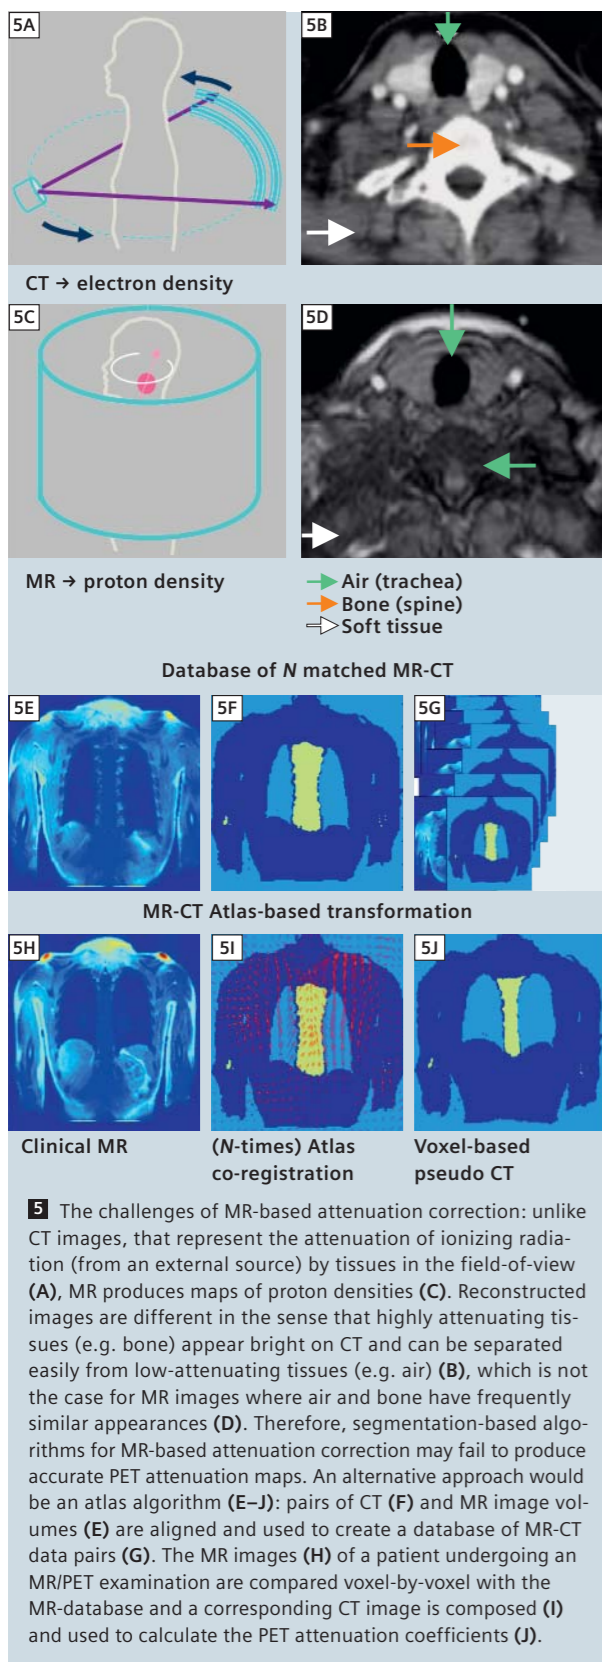 5A
5B
CT → electron density
5C
5D
MR → proton density
Air (trachea)
Bone (spine)
Soft tissue
Database of N matched MR-CT
5E
5F
5G
MR-CT Atlas-based transformation
5H
5I
5J
Clinical MR
(N-times) Atlas
co-registration
Voxel-based
pseudo CT
5 The challenges of MR-based attenuation correction: unlike
CT images, that represent the attenuation of ionizing radia-
tion (from an external source) by tissues in the field-of-view
(A), MR produces maps of proton densities (C). Reconstructed
images are different in the sense that highly attenuating tis-
sues (e.g. bone) appear bright on CT and can be separated
easily from low-attenuating tissues (e.g. air) (B), which is not
the case for MR images where air and bone have frequently
similar appearances (D). Therefore, segmentation-based algo-
rithms for MR-based attenuation correction may fail to produce
accurate PET attenuation maps. An alternative approach would
be an atlas algorithm (E–J): pairs of CT (F) and MR image vol-
umes (E) are aligned and used to create a database of MR-CT
data pairs (G). The MR images (H) of a patient undergoing an
MR/PET examination are compared voxel-by-voxel with the
MR-database and a corresponding CT image is composed (I)
and used to calculate the PET attenuation coefficients (J).